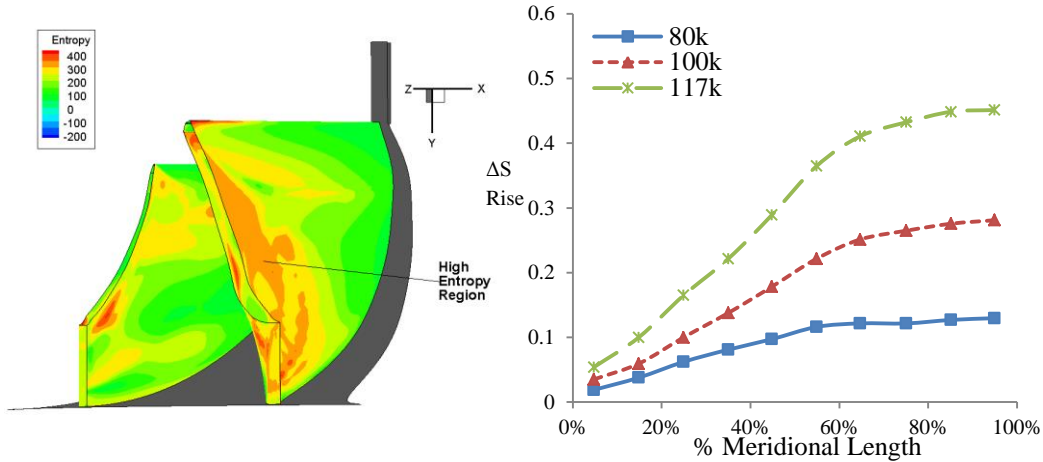 Entropy
400
300
200
100
0
-100
-200
Z
X
Y
High
Entropy
Region
0.6
0.5
0.4
0.3
0.2
0.1
0
ΔS
Rise
80k
100k
117k
0%
20%
40%
60%
80%
100%
% Meridional Length